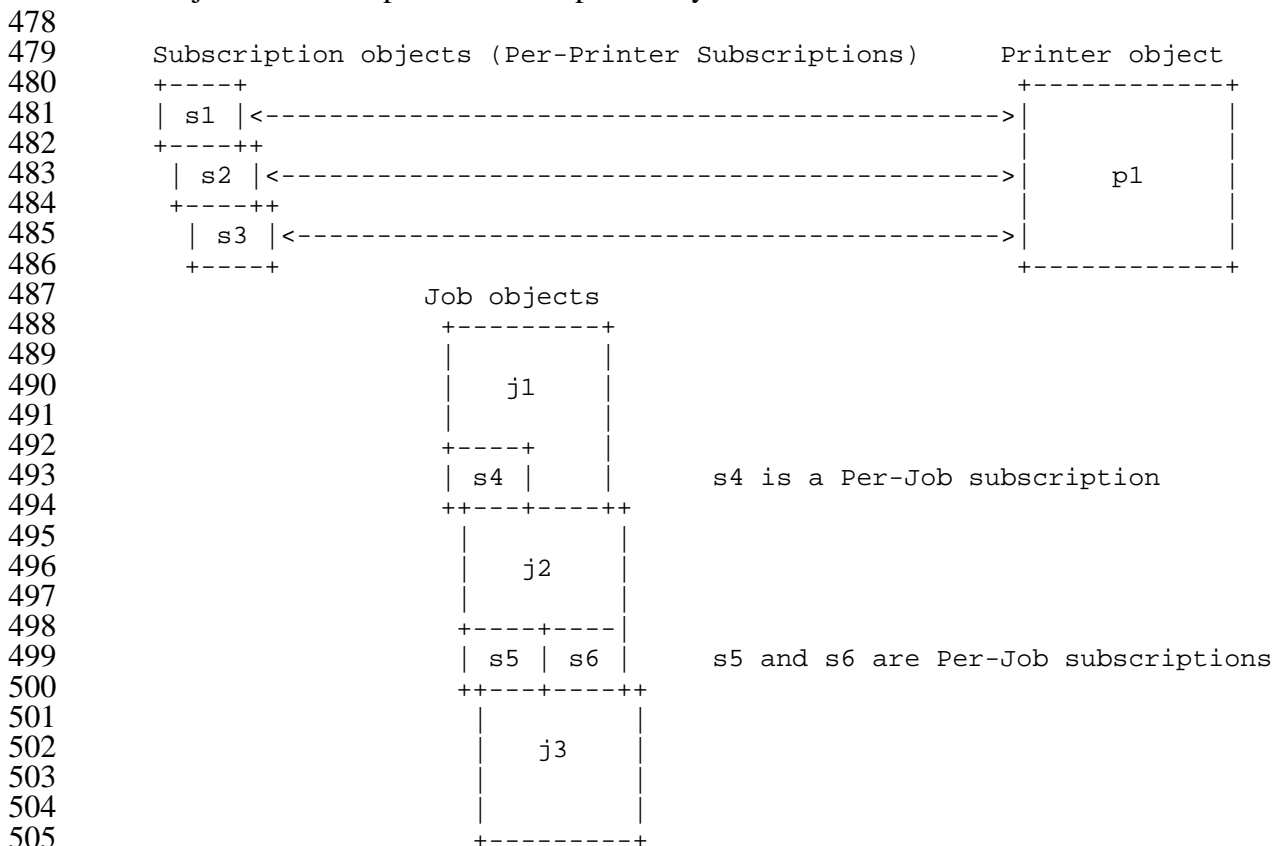 478
479 Subscription objects (Per-Printer Subscriptions) Printer object
480 +----+ +------------+
481 | s1 |<---------------------------------------------->| |
482 +----++ | |
483 | s2 |<---------------------------------------------->| p1 |
484 +----++ | |
485 | s3 |<-------------------------------------------->| |
486 +----+ +------------+
487 Job objects
488 +---------+
489 | |
490 | j1 |
491 | |
492 +----+ |
493 | s4 | | s4 is a Per-Job subscription
494 ++---+----++
495 | |
496 | j2 |
497 | |
498 +----+----|
499 | s5 | s6 | s5 and s6 are Per-Job subscriptions
500 ++---+----++
501 | |
502 | j3 |
503 | |
504 | |
505 +---------+